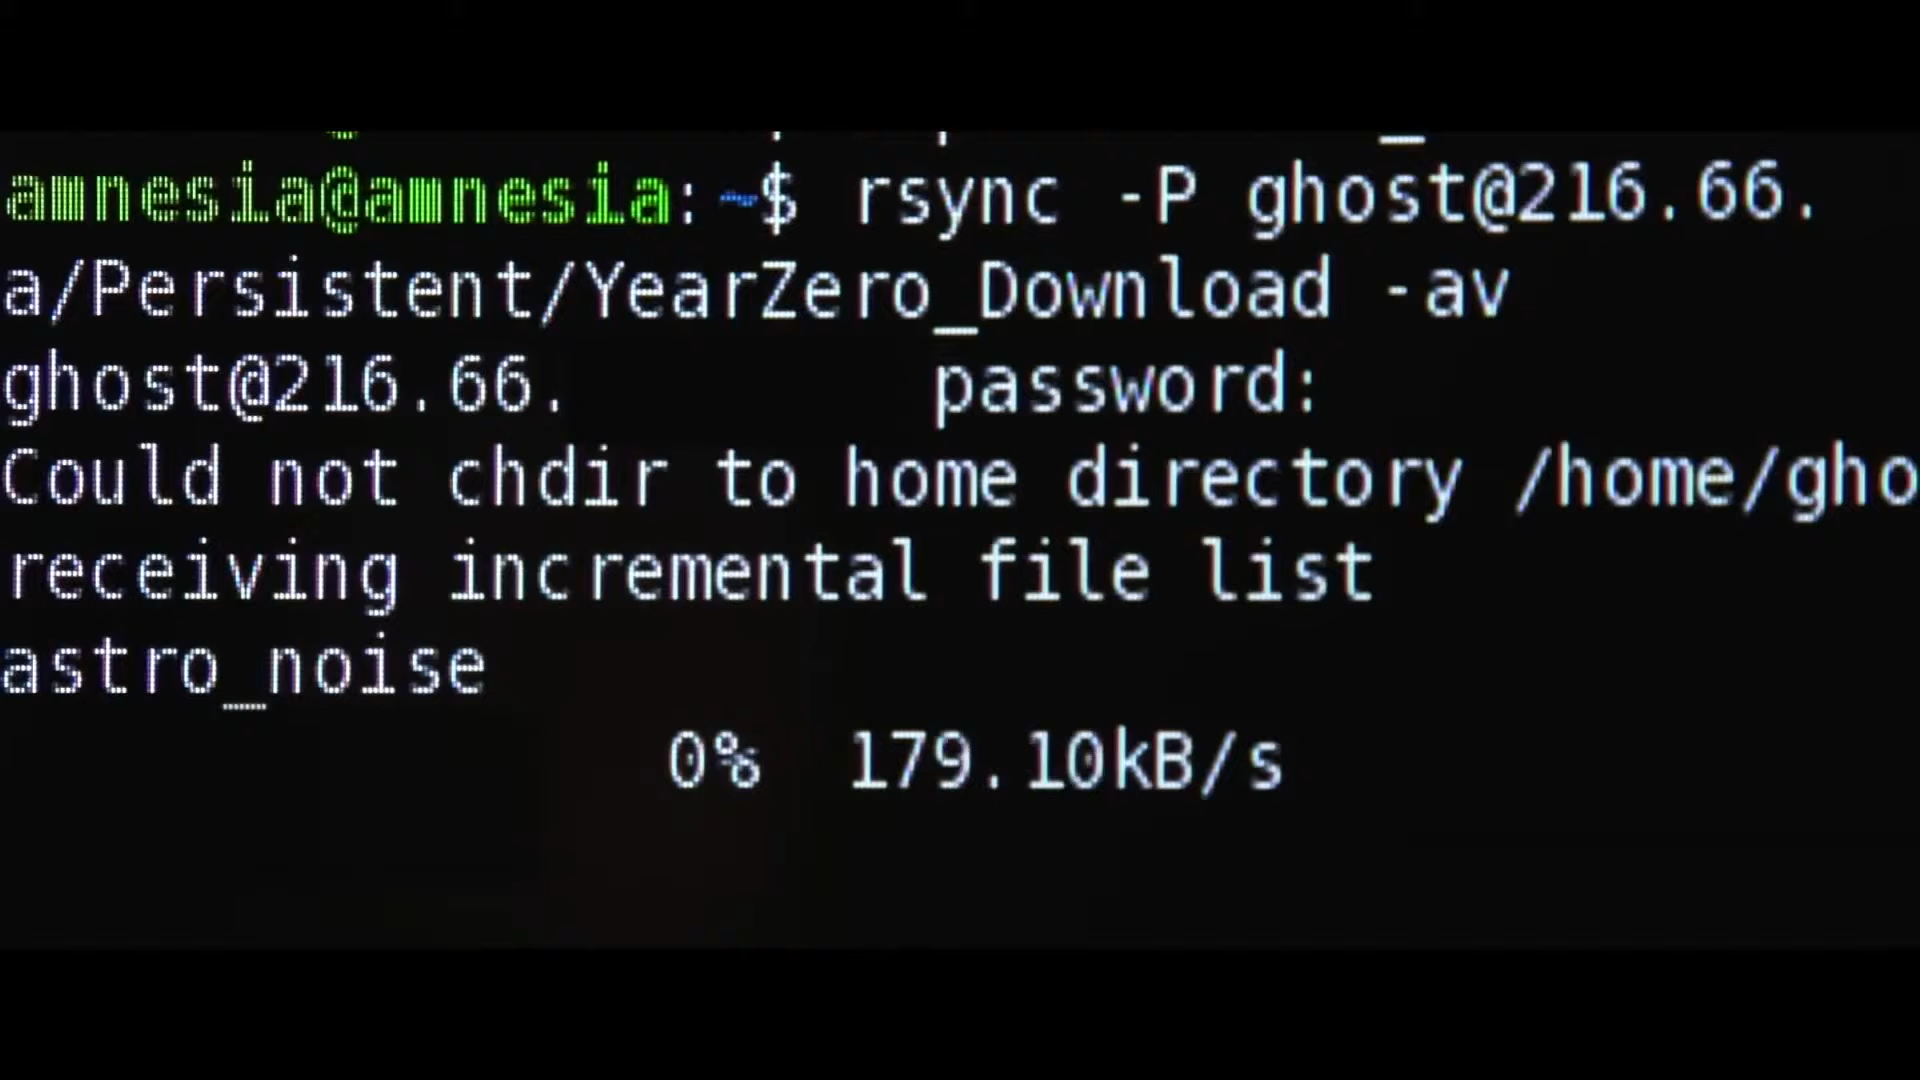 amnesia@amnesia:~$ rsync -P ghost@216.66.
a/Persistent/YearZero_Download -av
ghost@216.66. password:
Could not chdir to home directory /home/gho
receiving incremental file list
astro_noise
0% 179.10kB/s